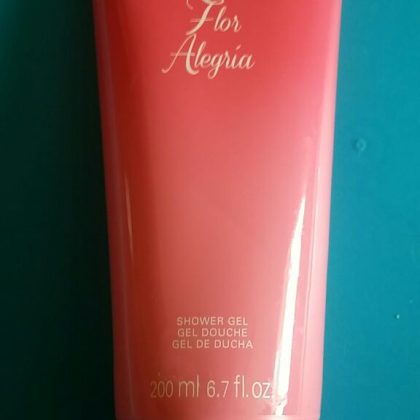 Flor
Alegría
SHOWER GEL
GEL DOUCHE
GEL DE DUCHA
200 ml 6.7 fl. oz